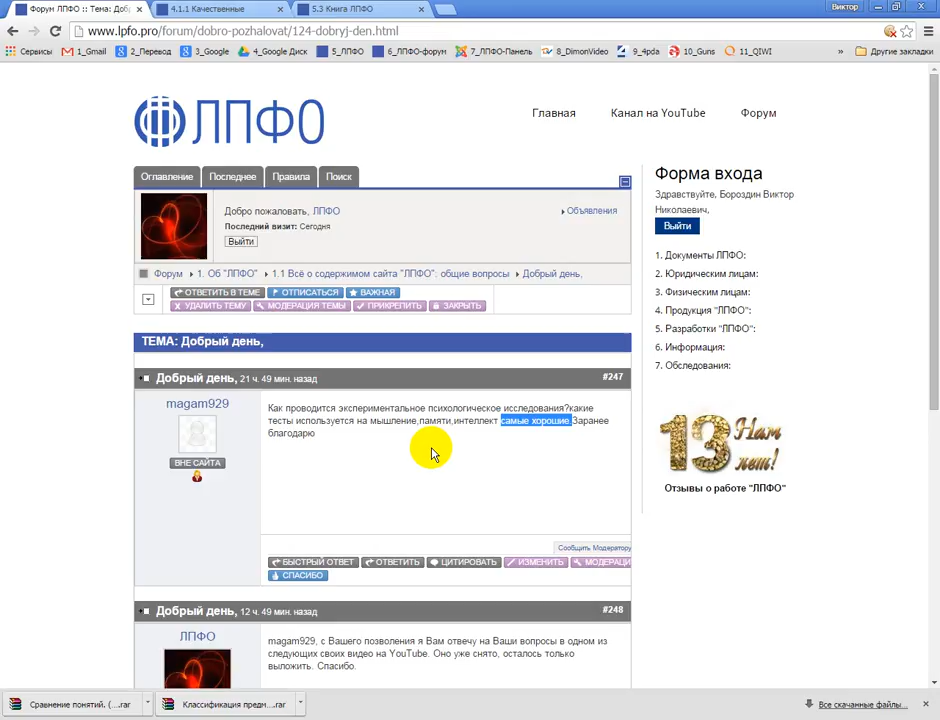 Форум ЛПФО :: Тема: Доб
4.1.1 Качественные
5.3 Книга ЛПФО
Виктор
www.lpfo.pro/forum/dobro-pozhalovat/124-dobryj-den.html
Сервисы
1_Gmail
2_Перевод
3_Google
4_Google Диск
5_ЛПФО
6_ЛПФО-форум
7_ЛПФО-Панель
8_DimonVideo
9_4pda
10_Guns
11_QIWI
»
Другие закладки
ЛПФО
Главная
Канал на YouTube
Форум
Оглавление
Последнее
Правила
Поиск
Добро пожаловать, ЛПФО
Последний визит: Сегодня
Выйти
Объявления
Форум
1. Об "ЛПФО"
1.1 Всё о содержимом сайта "ЛПФО": общие вопросы
Добрый день,
ОТВЕТИТЬ В ТЕМЕ
ОТПИСАТЬСЯ
ВАЖНАЯ
УДАЛИТЬ ТЕМУ
МОДЕРАЦИЯ ТЕМЫ
ПРИКРЕПИТЬ
ЗАКРЫТЬ
ТЕМА: Добрый день,
Добрый день, 21 ч. 49 мин. назад
#247
magam929
ВНЕ САЙТА
Как проводится экспериментальное психологическое исследования?какие
тесты используется на мышление,памяти,интеллект самые хорошие.Заранее
благодарю
Сообщить Модератору
БЫСТРЫЙ ОТВЕТ
ОТВЕТИТЬ
ЦИТИРОВАТЬ
ИЗМЕНИТЬ
МОДЕРАЦИ
СПАСИБО
Добрый день, 12 ч. 49 мин. назад
#248
ЛПФО
magam929, с Вашего позволения я Вам отвечу на Ваши вопросы в одном из
следующих своих видео на YouTube. Оно уже снято, осталось только
выложить. Спасибо.
Форма входа
Здравствуйте, Бороздин Виктор
Николаевич,
Выйти
1. Документы ЛПФО:
2. Юридическим лицам:
3. Физическим лицам:
4. Продукция "ЛПФО":
5. Разработки "ЛПФО":
6. Информация:
7. Обследования:
13 Нам
лет!
Отзывы о работе "ЛПФО"
Сравнение понятий. (....rar
Классификация предм....rar
Все скачанные файлы...